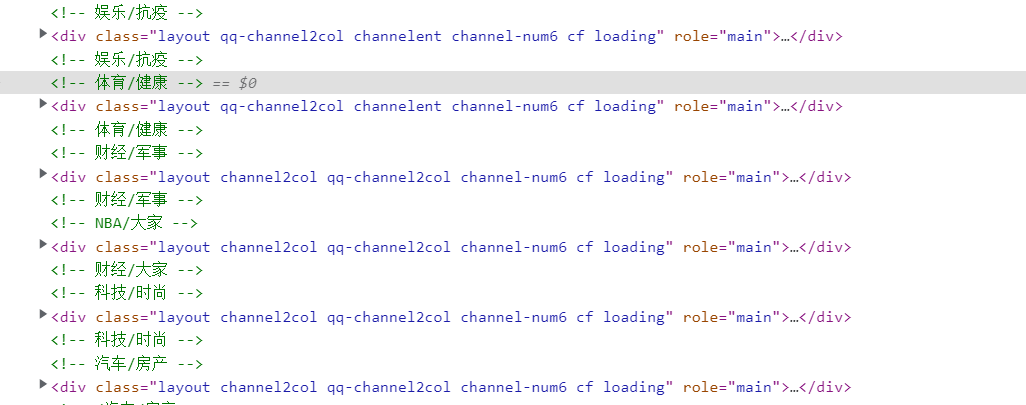 <!-- 娱乐/抗疫 -->
<div class="layout qq-channel2col channelent channel-num6 cf loading" role="main">…</div>
<!-- 娱乐/抗疫 -->
<!-- 体育/健康 --> == $0
<div class="layout qq-channel2col channelent channel-num6 cf loading" role="main">…</div>
<!-- 体育/健康 -->
<!-- 财经/军事 -->
<div class="layout channel2col qq-channel2col channel-num6 cf loading" role="main">…</div>
<!-- 财经/军事 -->
<!-- NBA/大家 -->
<div class="layout channel2col qq-channel2col channel-num6 cf loading" role="main">…</div>
<!-- 财经/大家 -->
<!-- 科技/时尚 -->
<div class="layout channel2col qq-channel2col channel-num6 cf loading" role="main">…</div>
<!-- 科技/时尚 -->
<!-- 汽车/房产 -->
<div class="layout channel2col qq-channel2col channel-num6 cf loading" role="main">…</div>